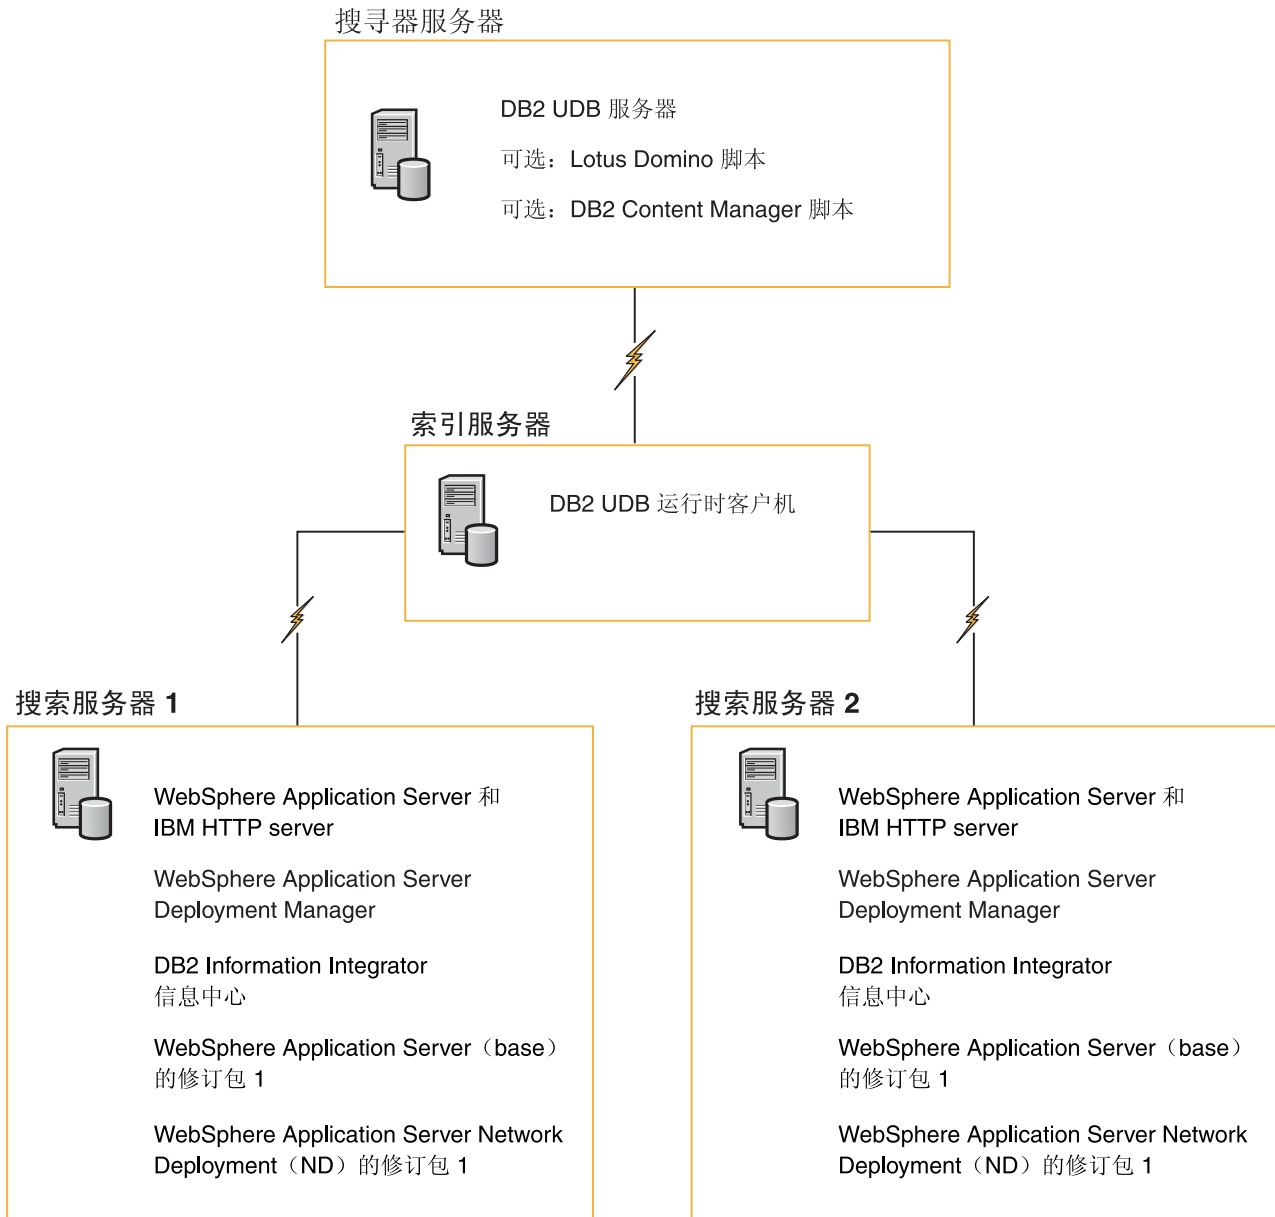 搜寻器服务器
DB2 UDB 服务器
可选：Lotus Domino 脚本
可选：DB2 Content Manager 脚本
索引服务器
DB2 UDB 运行时客户机
搜索服务器 1
WebSphere Application Server 和
IBM HTTP server
WebSphere Application Server
Deployment Manager
DB2 Information Integrator
信息中心
WebSphere Application Server（base）
的修订包 1
WebSphere Application Server Network
Deployment（ND）的修订包 1
搜索服务器 2
WebSphere Application Server 和
IBM HTTP server
WebSphere Application Server
Deployment Manager
DB2 Information Integrator
信息中心
WebSphere Application Server（base）
的修订包 1
WebSphere Application Server Network
Deployment（ND）的修订包 1